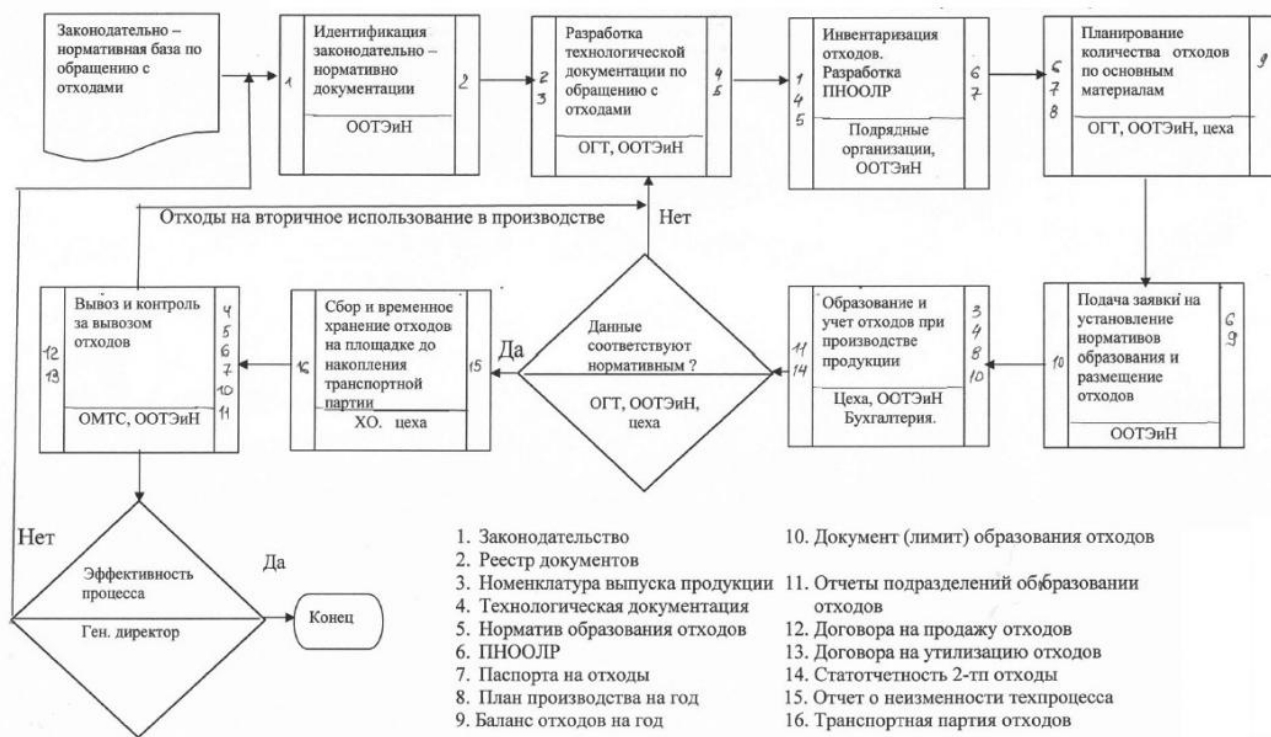 Законодательно –
нормативная база по
обращению с
отходами
1
Идентификация
законодательно –
нормативно
документации
ООТЭиН
2
2
3
Разработка
технологической
документации по
обращению с
отходами
ОГТ, ООТЭиН
4
5
1
4
5
Инвентаризация
отходов.
Разработка
ПНООЛР
Подрядные
организации,
ООТЭиН
6
7
6
7
8
Планирование
количества отходов
по основным
материалам
ОГТ, ООТЭиН, цеха
9
Отходы на вторичное использование в производстве
Нет
12
13
Вывоз и контроль
за вывозом
отходов
ОМТС, ООТЭиН
4
5
6
7
10
11
16
Сбор и временное
хранение отходов
на площадке до
накопления
транспортной
партии
ХО. цеха
15
Да
Данные
соответствуют
нормативным ?
ОГТ, ООТЭиН,
цеха
11
14
Образование и
учет отходов при
производстве
продукции
Цеха, ООТЭиН
Бухгалтерия.
3
4
8
10
10
Подача заявки на
установление
нормативов
образования и
размещение
отходов
ООТЭиН
6
9
Нет
Эффективность
процесса
Ген. директор
Да
Конец
1. Законодательство
2. Реестр документов
3. Номенклатура выпуска продукции
4. Технологическая документация
5. Норматив образования отходов
6. ПНООЛР
7. Паспорта на отходы
8. План производства на год
9. Баланс отходов на год
10. Документ (лимит) образования отходов
11. Отчеты подразделений об бразовании
отходов
12. Договора на продажу отходов
13. Договора на утилизацию отходов
14. Статотчетность 2-тп отходы
15. Отчет о неизменности техпроцесса
16. Транспортная партия отходов